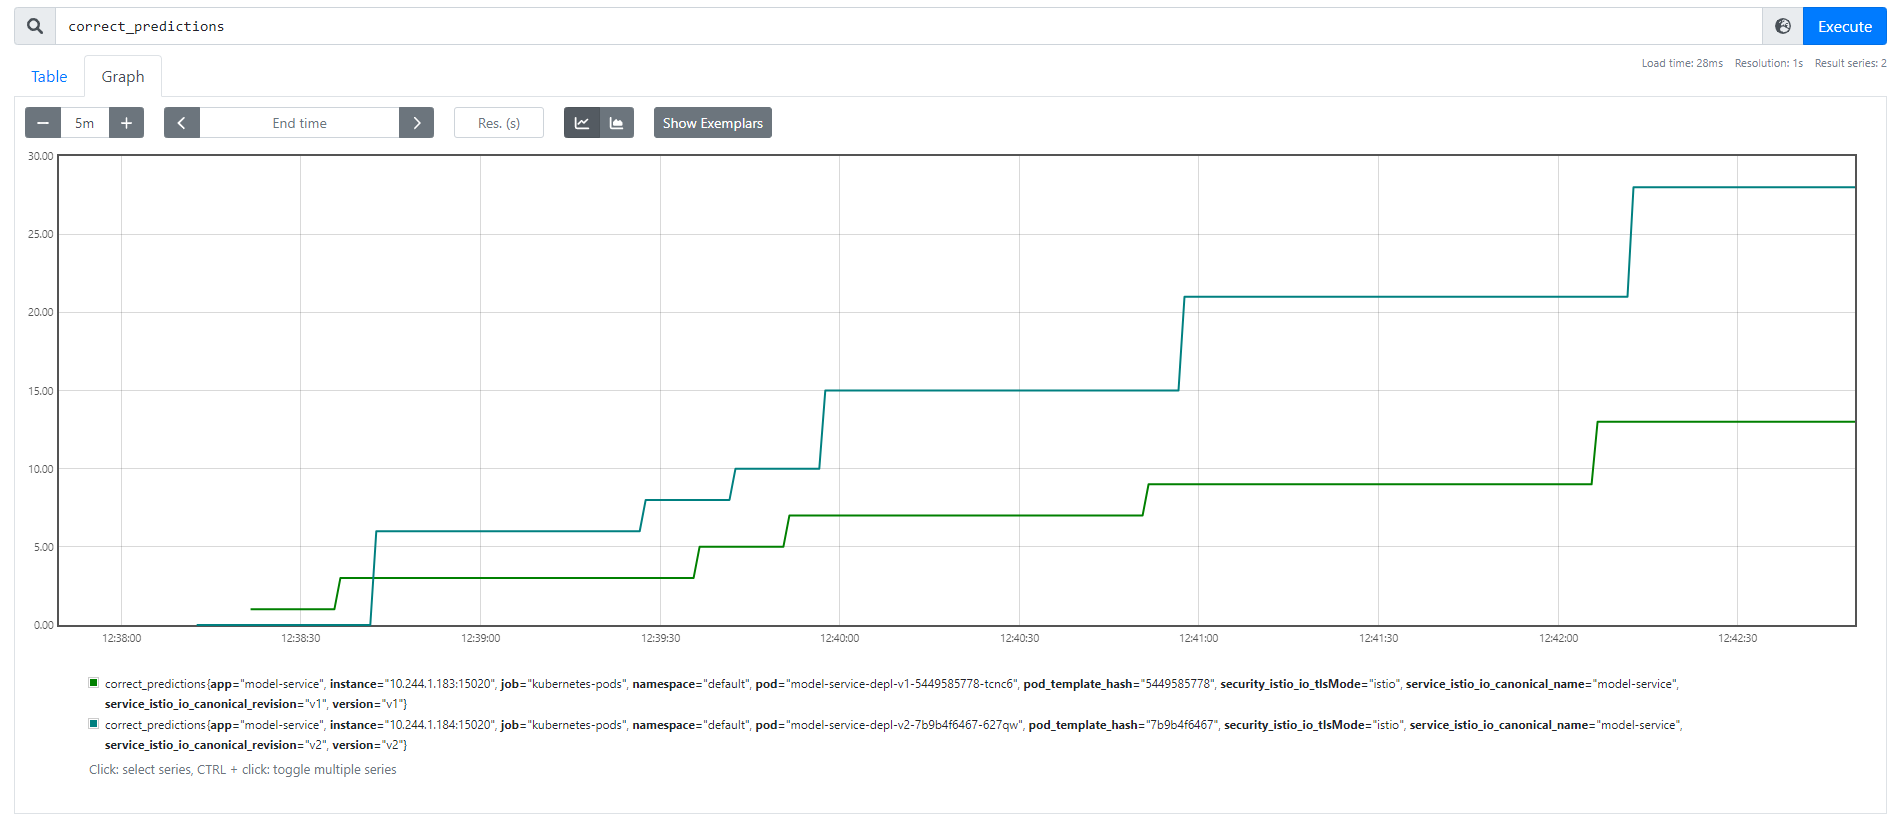 correct_predictions
Execute
Table
Graph
Load time: 28ms Resolution: 1s Result series: 2
5m
End time
Res. (s)
Show Exemplars
30.00
25.00
20.00
15.00
10.00
5.00
0.00
12:38:00 12:38:30 12:39:00 12:39:30 12:40:00 12:40:30 12:41:00 12:41:30 12:42:00 12:42:30
correct_predictions{app="model-service", instance="10.244.1.183:15020", job="kubernetes-pods", namespace="default", pod="model-service-depl-v1-5449585778-tcnc6", pod_template_hash="5449585778", security_istio_io_tlsMode="istio", service_istio_io_canonical_name="model-service",
service_istio_io_canonical_revision="v1", version="v1"}
correct_predictions{app="model-service", instance="10.244.1.184:15020", job="kubernetes-pods", namespace="default", pod="model-service-depl-v2-7b9b4f6467-627qw", pod_template_hash="7b9b4f6467", security_istio_io_tlsMode="istio", service_istio_io_canonical_name="model-service",
service_istio_io_canonical_revision="v2", version="v2"}
Click: select series, CTRL + click: toggle multiple series